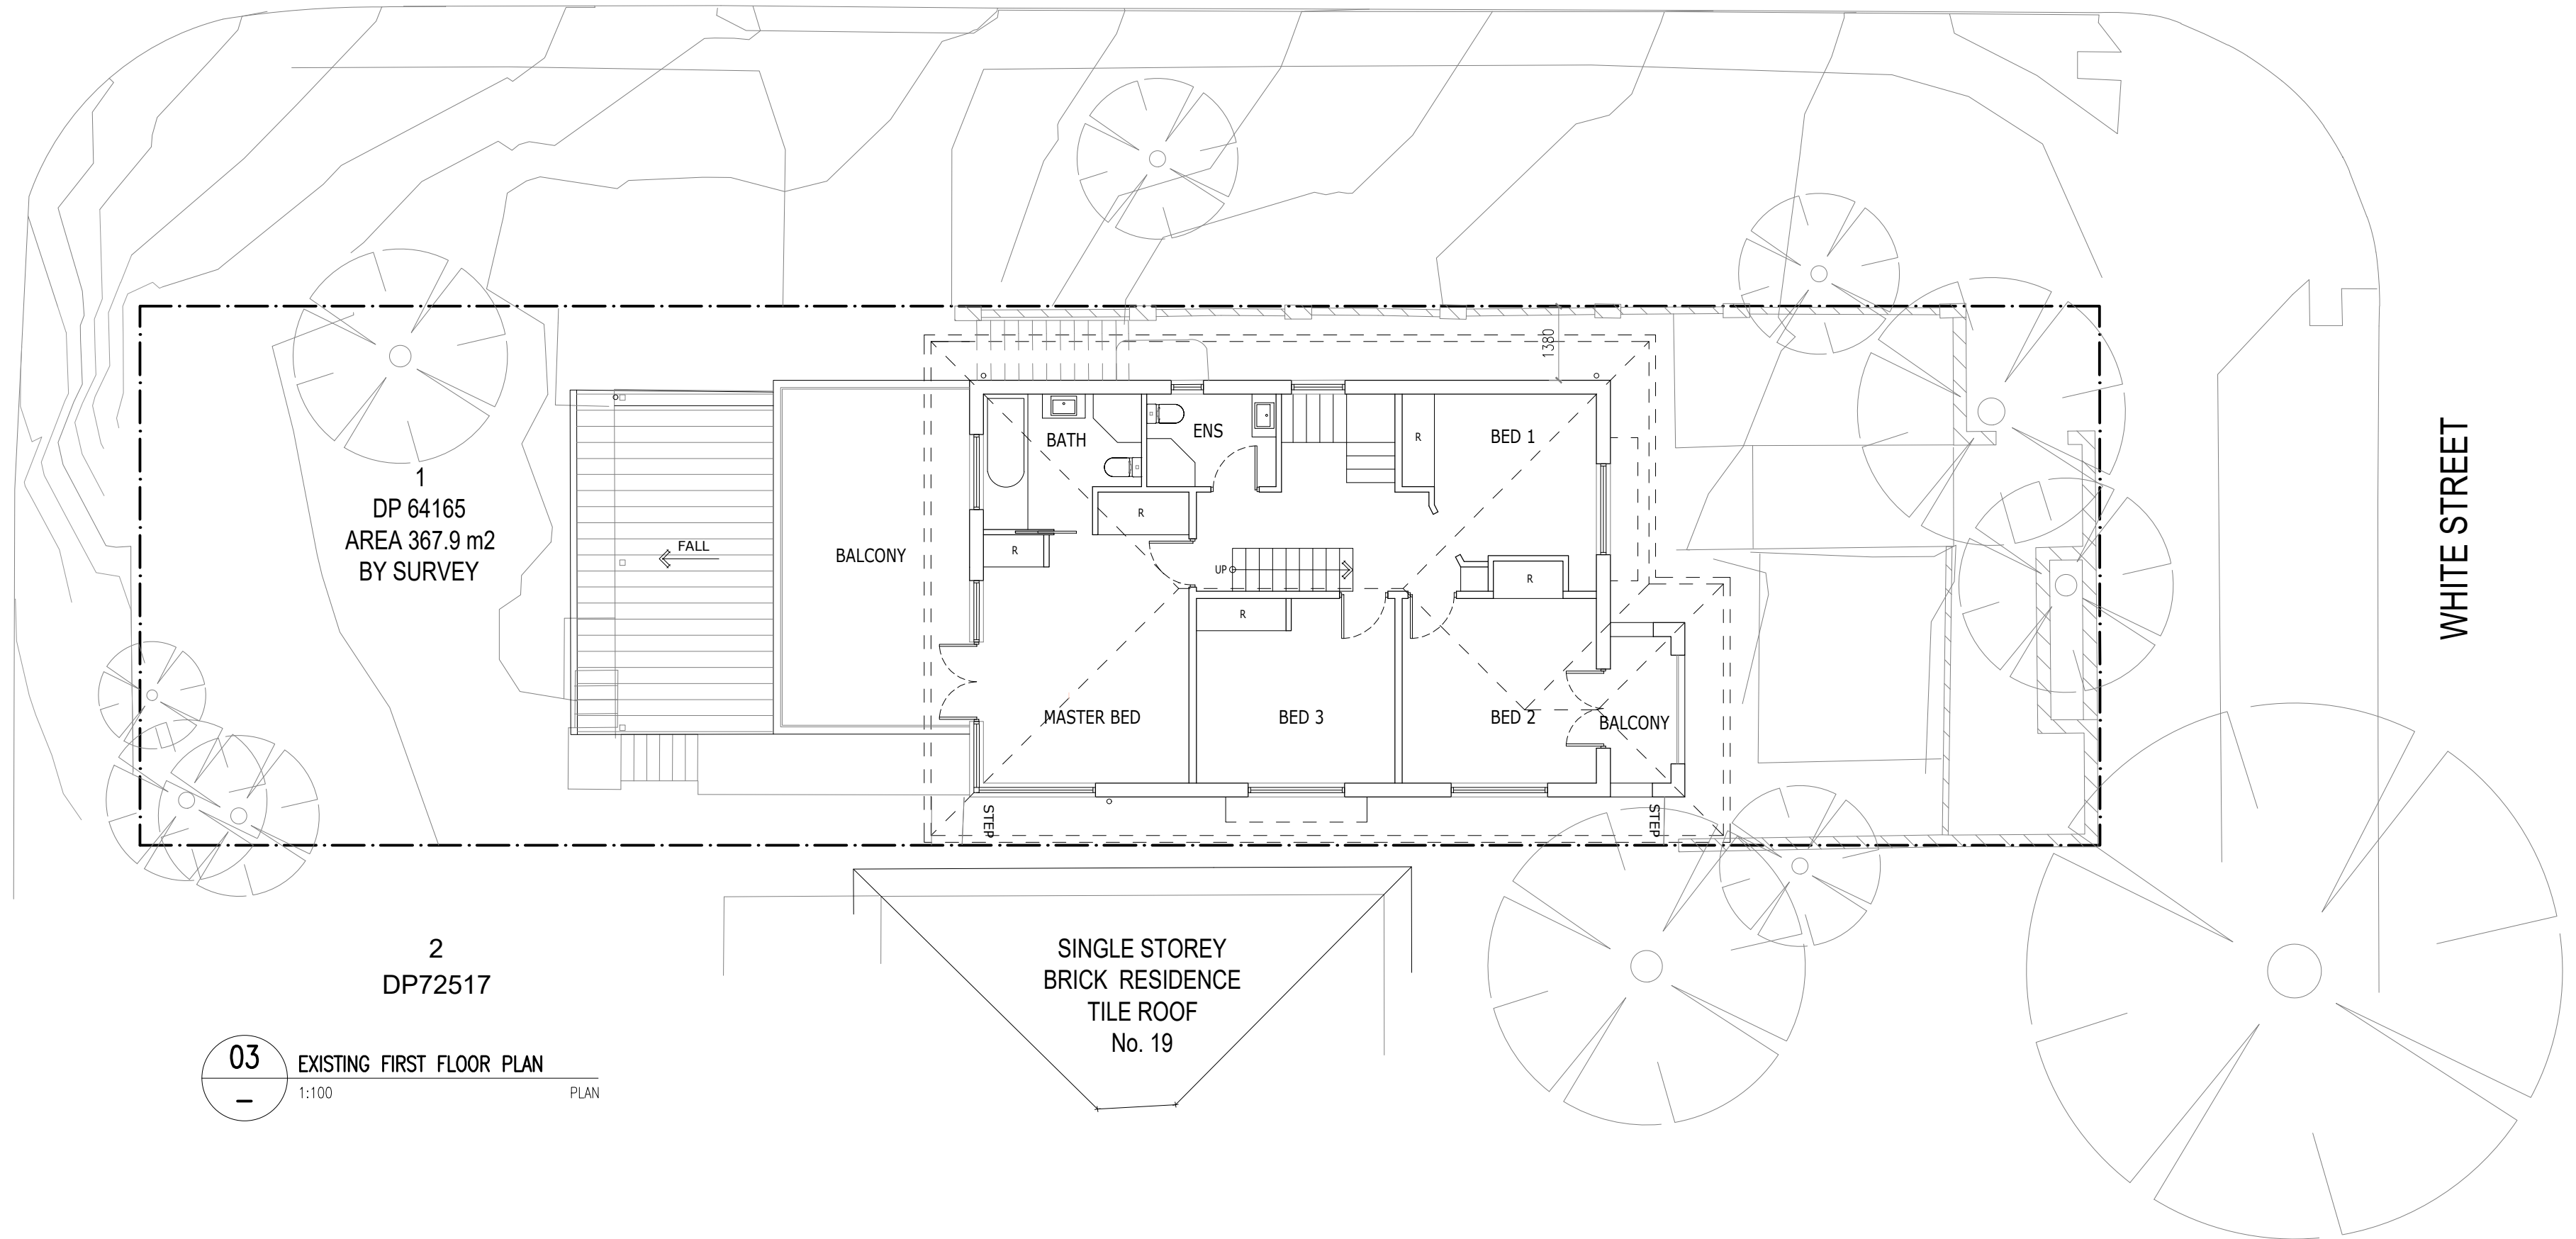 1380
BATH
ENS
R
BED 1
R
R
R
R
R
FALL
BALCONY
UP
1
DP 64165
AREA 367.9 m2
BY SURVEY
WHITE STREET
MASTER BED
BED 3
BED 2
BALCONY
STEP
STEP
2
DP72517
SINGLE STOREY
BRICK RESIDENCE
TILE ROOF
No. 19
03
–
EXISTING FIRST FLOOR PLAN
1:100
PLAN